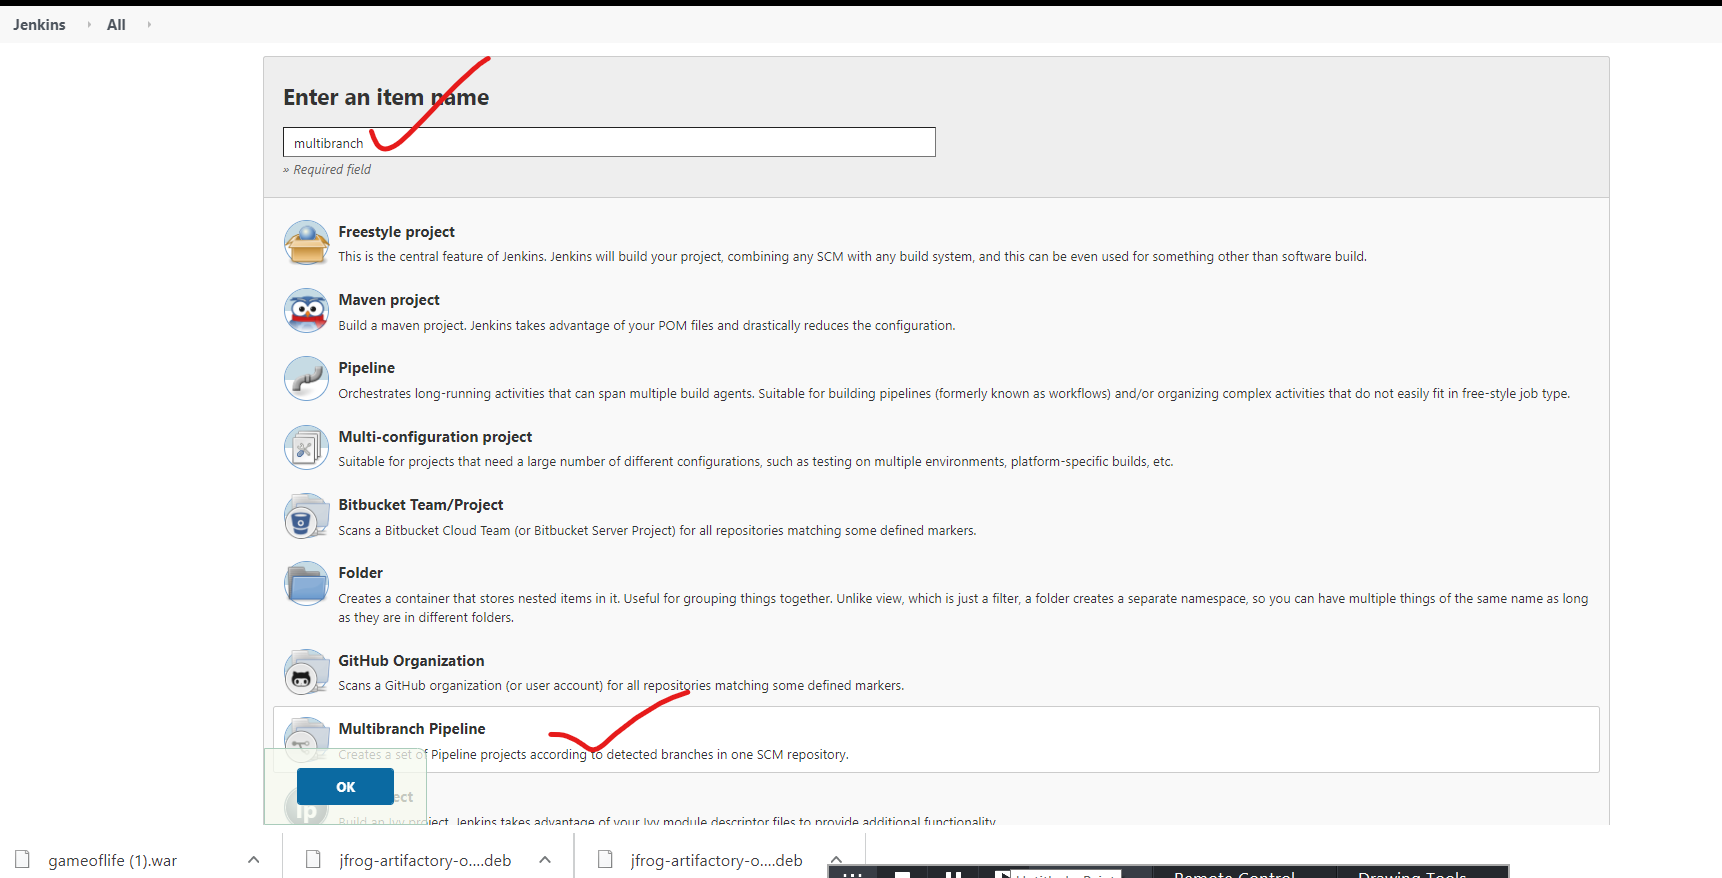 Jenkins All
Enter an item name
multibranch
» Required field
Freestyle project
This is the central feature of Jenkins. Jenkins will build your project, combining any SCM with any build system, and this can be even used for something other than software build.
Maven project
Build a maven project. Jenkins takes advantage of your POM files and drastically reduces the configuration.
Pipeline
Orchestrates long-running activities that can span multiple build agents. Suitable for building pipelines (formerly known as workflows) and/or organizing complex activities that do not easily fit in free-style job type.
Multi-configuration project
Suitable for projects that need a large number of different configurations, such as testing on multiple environments, platform-specific builds, etc.
Bitbucket Team/Project
Scans a Bitbucket Cloud Team (or Bitbucket Server Project) for all repositories matching some defined markers.
Folder
Creates a container that stores nested items in it. Useful for grouping things together. Unlike view, which is just a filter, a folder creates a separate namespace, so you can have multiple things of the same name as long
as they are in different folders.
GitHub Organization
Scans a GitHub organization (or user account) for all repositories matching some defined markers.
Multibranch Pipeline
Creates a set of Pipeline projects according to detected branches in one SCM repository.
OK
Build an Ivy project. Jenkins takes advantage of your Ivy module descriptor files to provide additional functionality.
gameoflife (1).war
jfrog-artifactory-o....deb
jfrog-artifactory-o....deb
Remote Control
Drawing Tools